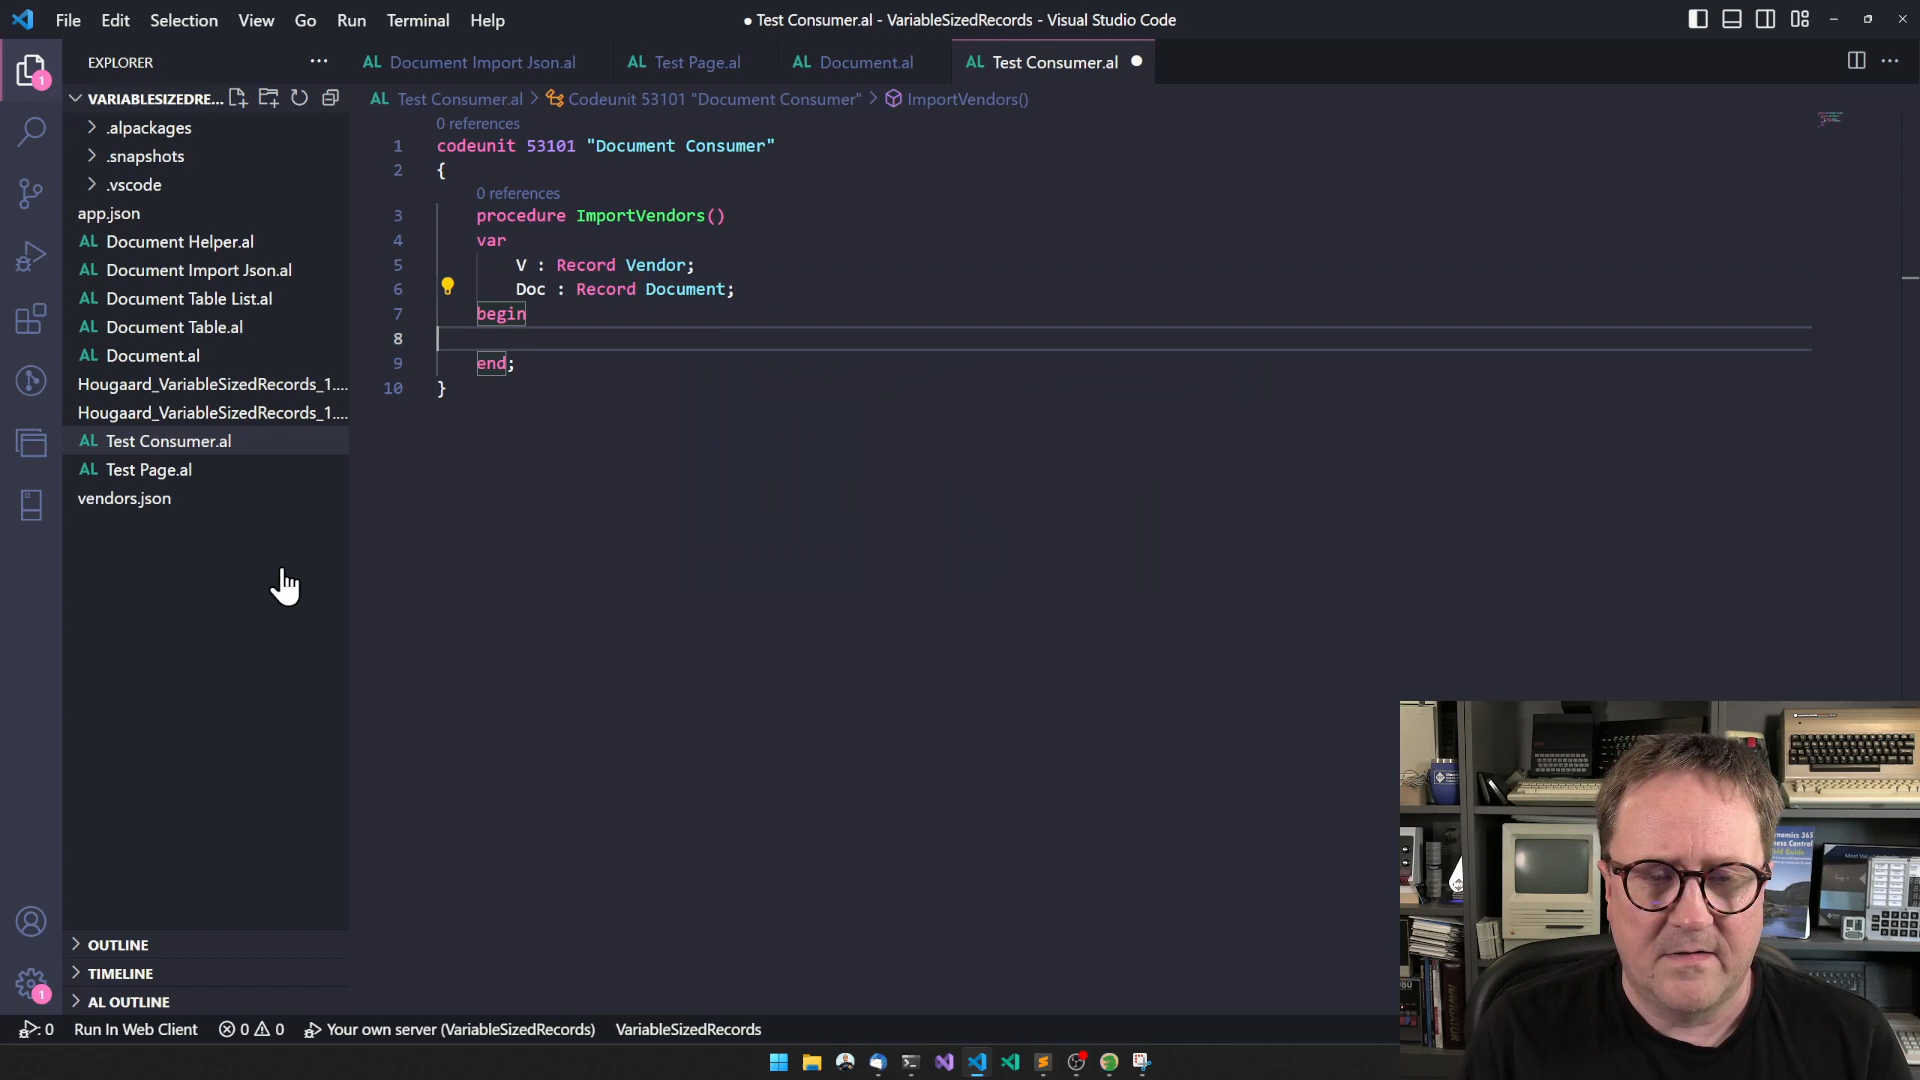 File Edit Selection View Go Run Terminal Help
● Test Consumer.al - VariableSizedRecords - Visual Studio Code
EXPLORER
AL Document Import Json.al
AL Test Page.al
AL Document.al
AL Test Consumer.al
VARIABLESIZEDRE...
AL Test Consumer.al > Codeunit 53101 "Document Consumer" > ImportVendors()
.alpackages
.snapshots
.vscode
app.json
AL Document Helper.al
AL Document Import Json.al
AL Document Table List.al
AL Document Table.al
AL Document.al
Hougaard_VariableSizedRecords_1....
Hougaard_VariableSizedRecords_1....
AL Test Consumer.al
AL Test Page.al
vendors.json
0 references
1 codeunit 53101 "Document Consumer"
2 {
0 references
3 procedure ImportVendors()
4 var
5 V : Record Vendor;
6 Doc : Record Document;
7 begin
8
9 end;
10 }
1
OUTLINE
TIMELINE
AL OUTLINE
1
: 0 Run In Web Client 0 0 Your own server (VariableSizedRecords) VariableSizedRecords